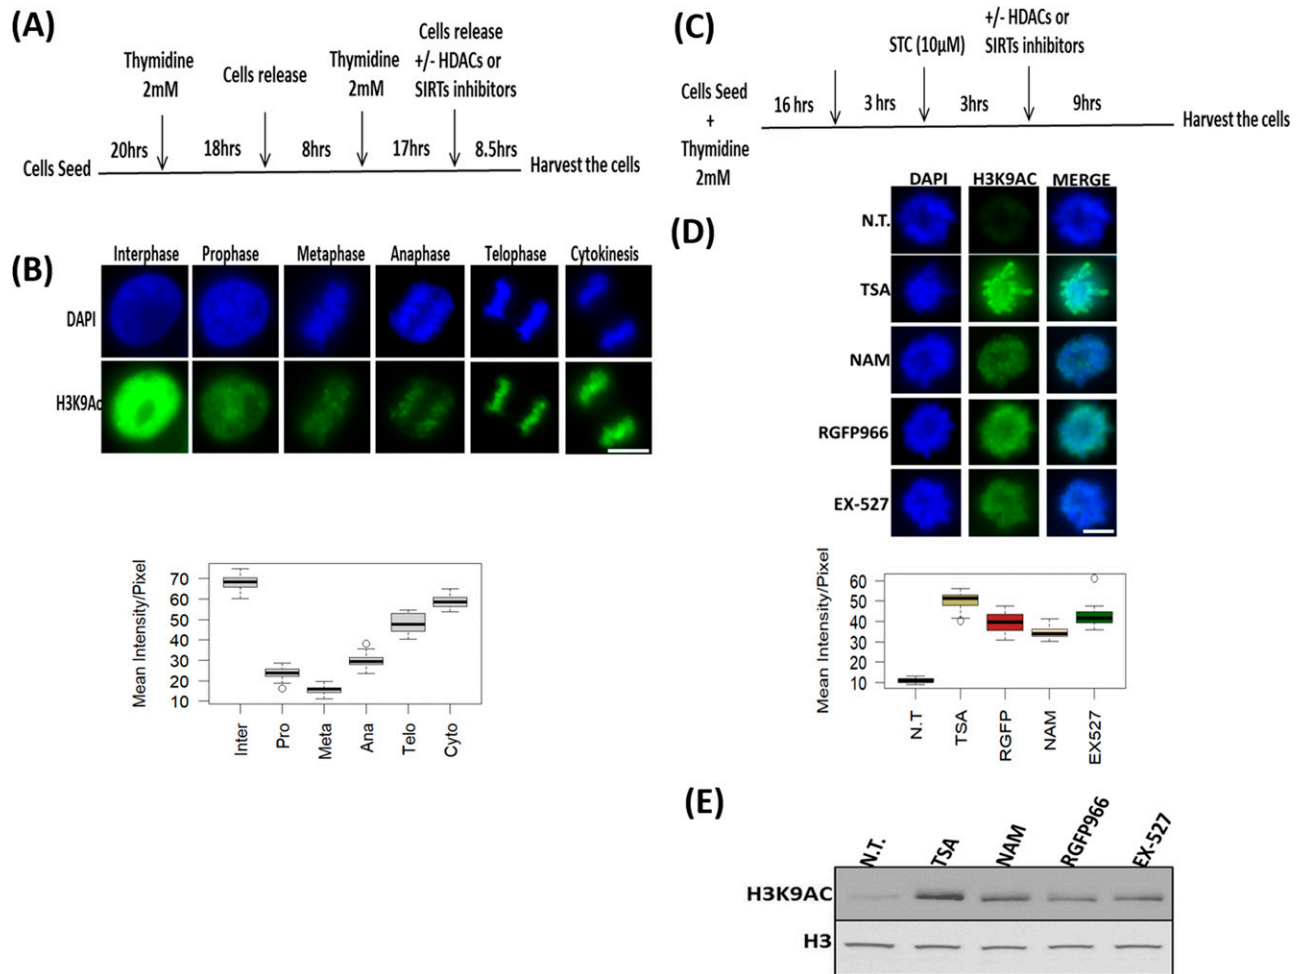 (A)
Thymidine
2mM
Cells release
Thymidine
2mM
Cells release
+/- HDACs or
SIRTs inhibitors
Cells Seed
20hrs
18hrs
8hrs
17hrs
8.5hrs
Harvest the cells
(B)
Interphase Prophase Metaphase Anaphase Telophase Cytokinesis
DAPI
H3K9Ac
Mean Intensity/Pixel
70
60
50
40
30
20
10
Inter
Pro
Meta
Ana
Telo
Cyto
(C)
Cells Seed
+
Thymidine
2mM
16 hrs
3 hrs
STC (10µM)
3hrs
+/- HDACs or
SIRTs inhibitors
9hrs
Harvest the cells
(D)
DAPI H3K9AC MERGE
N.T.
TSA
NAM
RGFP966
EX-527
Mean Intensity/Pixel
60
50
40
30
20
10
N.T
TSA
RGFP
NAM
EX527
(E)
N.T. TSA NAM RGFP966 EX-527
H3K9AC
H3